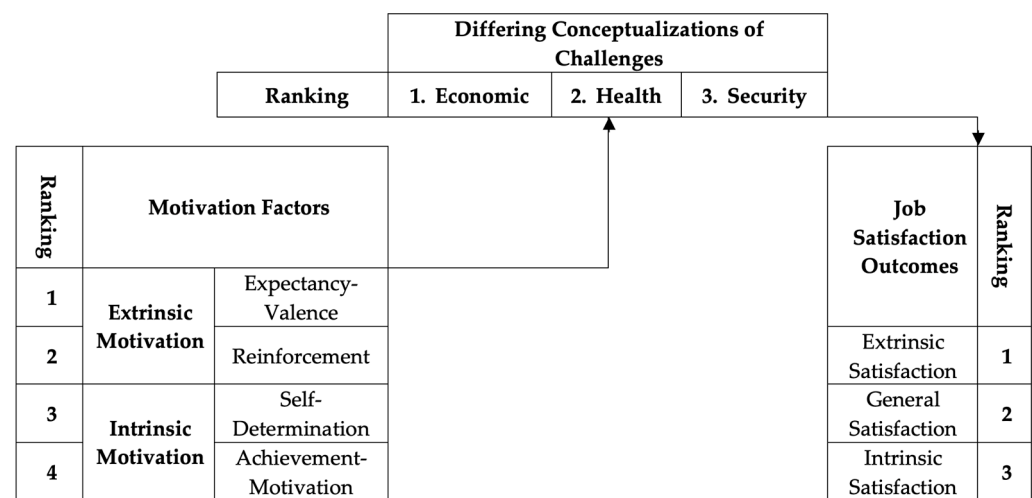 Differing Conceptualizations of
Challenges
Ranking
1. Economic
2. Health
3. Security
Ranking
Motivation Factors
1
Extrinsic
Motivation
Expectancy-
Valence
2
Reinforcement
3
Intrinsic
Motivation
Self-
Determination
4
Achievement-
Motivation
Job
Satisfaction
Outcomes
Ranking
Extrinsic
Satisfaction
1
General
Satisfaction
2
Intrinsic
Satisfaction
3